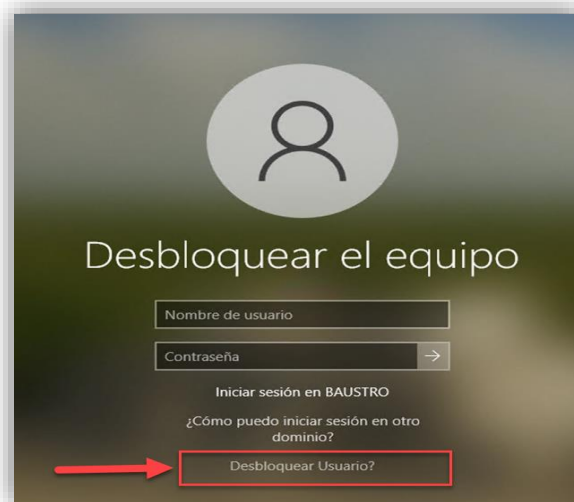 Desbloquear el equipo
Nombre de usuario
Contraseña
Iniciar sesión en BAUSTRO
¿Cómo puedo iniciar sesión en otro
dominio?
Desbloquear Usuario?